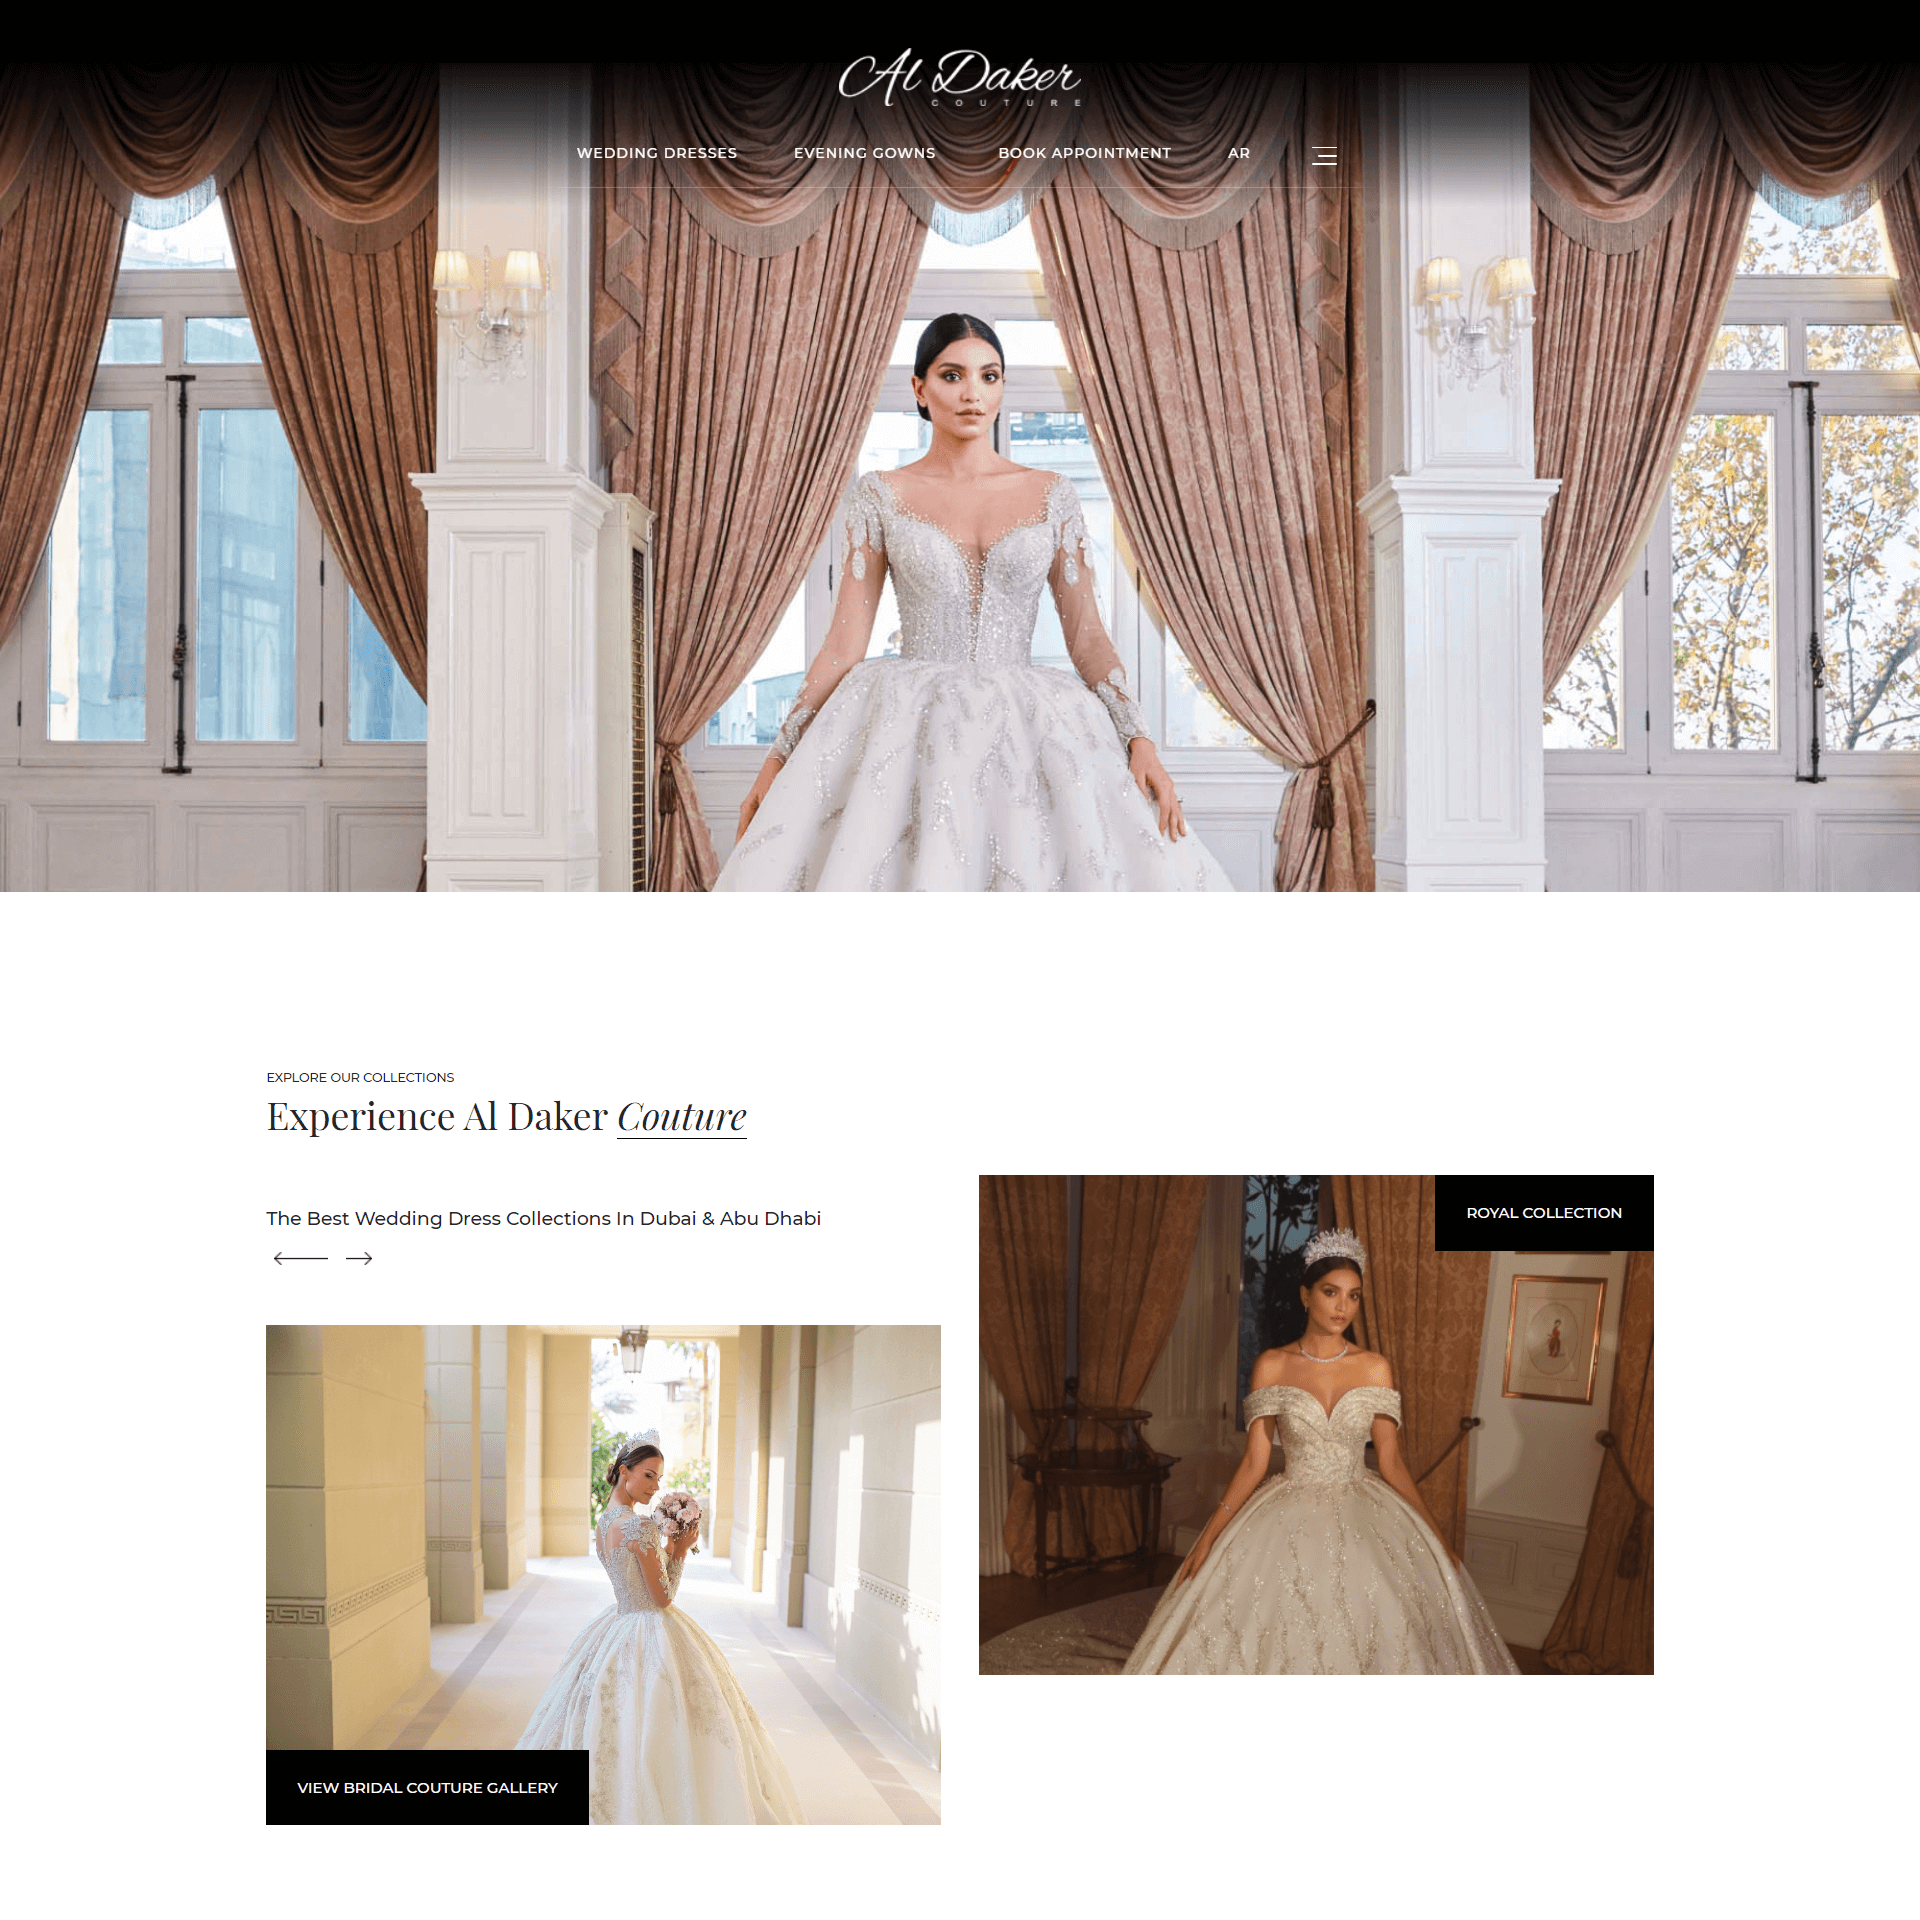 Al Daker
COUTURE
WEDDING DRESSES
EVENING GOWNS
BOOK APPOINTMENT
AR
EXPLORE OUR COLLECTIONS
Experience Al Daker Couture
The Best Wedding Dress Collections In Dubai & Abu Dhabi
ROYAL COLLECTION
VIEW BRIDAL COUTURE GALLERY